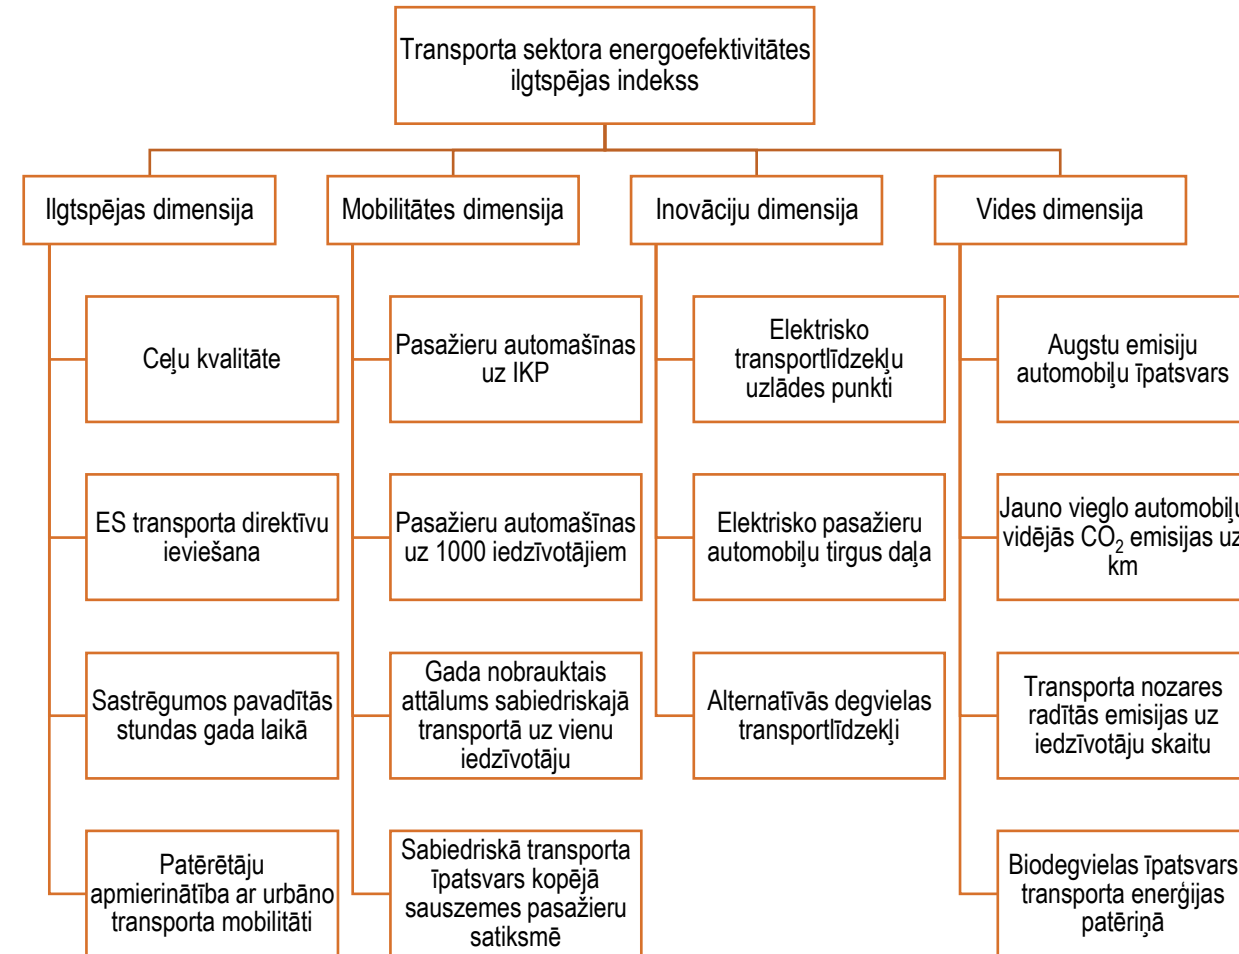 Transporta sektora energoefektivitātes
ilgtspējas indekss
Ilgtspējas dimensija
Mobilitātes dimensija
Inovāciju dimensija
Vides dimensija
Ceļu kvalitāte
ES transporta direktīvu
ieviešana
Sastrēgumos pavadītās
stundas gada laikā
Patērētāju
apmierinātība ar urbāno
transporta mobilitāti
Pasažieru automašīnas
uz IKP
Pasažieru automašīnas
uz 1000 iedzīvotājiem
Gada nobrauktais
attālums sabiedriskajā
transportā uz vienu
iedzīvotāju
Sabiedriskā transporta
īpatsvars kopējā
sauszemes pasažieru
satiksmē
Elektrisko
transportlīdzekļu
uzlādes punkti
Elektrisko pasažieru
automobiļu tirgus daļa
Alternatīvās degvielas
transportlīdzekļi
Augstu emisiju
automobiļu īpatsvars
Jauno vieglo automobiļu
vidējās CO₂ emisijas uz
km
Transporta nozares
radītās emisijas uz
iedzīvotāju skaitu
Biodegvielas īpatsvars
transporta enerģijas
patēriņā